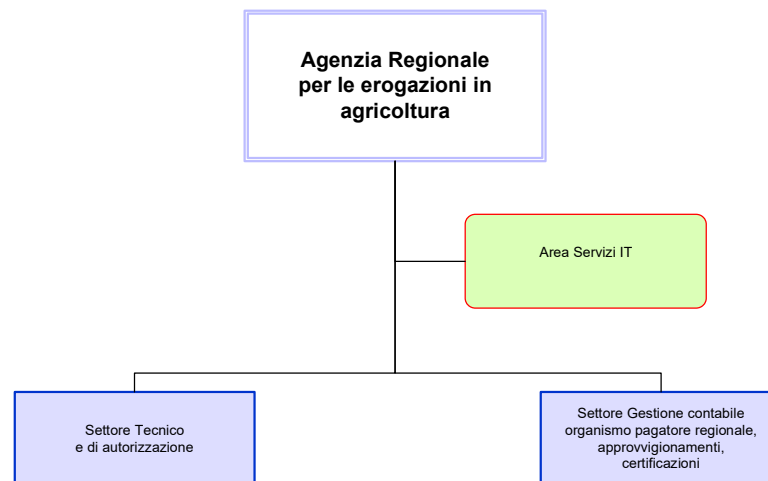 Agenzia Regionale
per le erogazioni in
agricoltura
Area Servizi IT
Settore Tecnico
e di autorizzazione
Settore Gestione contabile
organismo pagatore regionale,
approvvigionamenti,
certificazioni